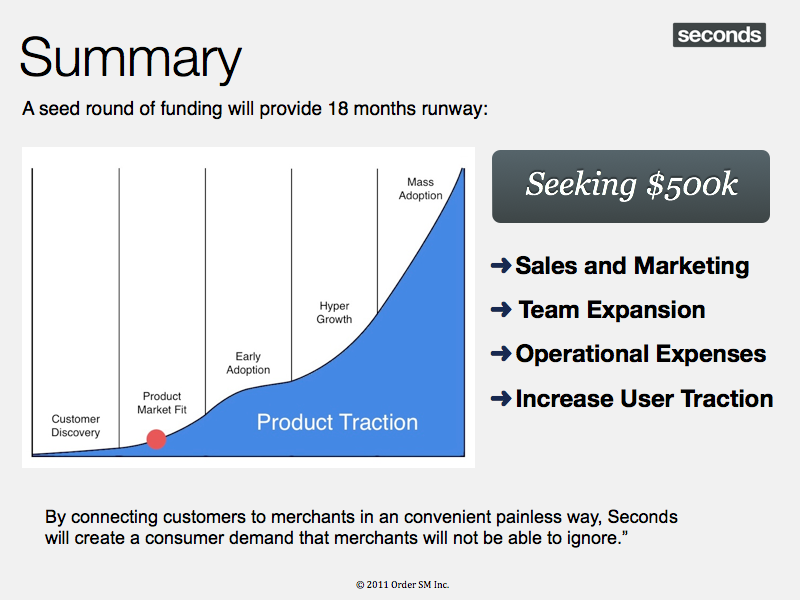 seconds
Summary
A seed round of funding will provide 18 months runway:
Customer
Discovery
Product
Market Fit
Early
Adoption
Hyper
Growth
Mass
Adoption
Product Traction
Seeking $500k
➔Sales and Marketing
➔ Team Expansion
➔Operational Expenses
➔Increase User Traction
By connecting customers to merchants in an convenient painless way, Seconds
will create a consumer demand that merchants will not be able to ignore.”
© 2011 Order SM Inc.